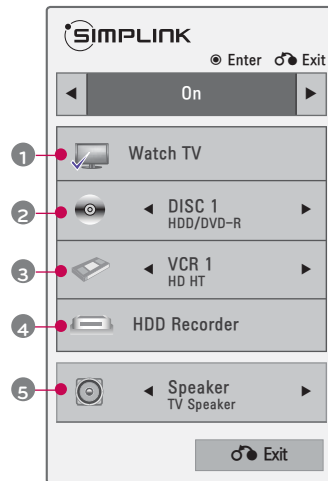 SIMPLINK
Enter Exit
On
1 Watch TV
2 DISC 1
HDD/DVD-R
3 VCR 1
HD HT
4 HDD Recorder
5 Speaker
TV Speaker
Exit